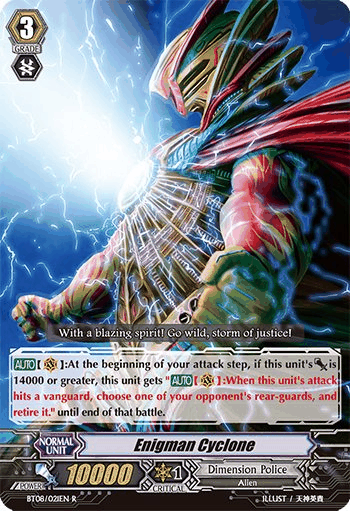 3
GRADE
With a blazing spirit! Go wild, storm of justice!
AUTO【 】:At the beginning of your attack step, if this unit's is
14000 or greater, this unit gets "AUTO【 】:When this unit's attack
hits a vanguard, choose one of your opponent's rear-guards, and
retire it." until end of that battle.
NORMAL
UNIT
Enigman Cyclone
POWER
10000
1
CRITICAL
Dimension Police
Alien
BT08/021EN R
ILLUST / 天神英貴